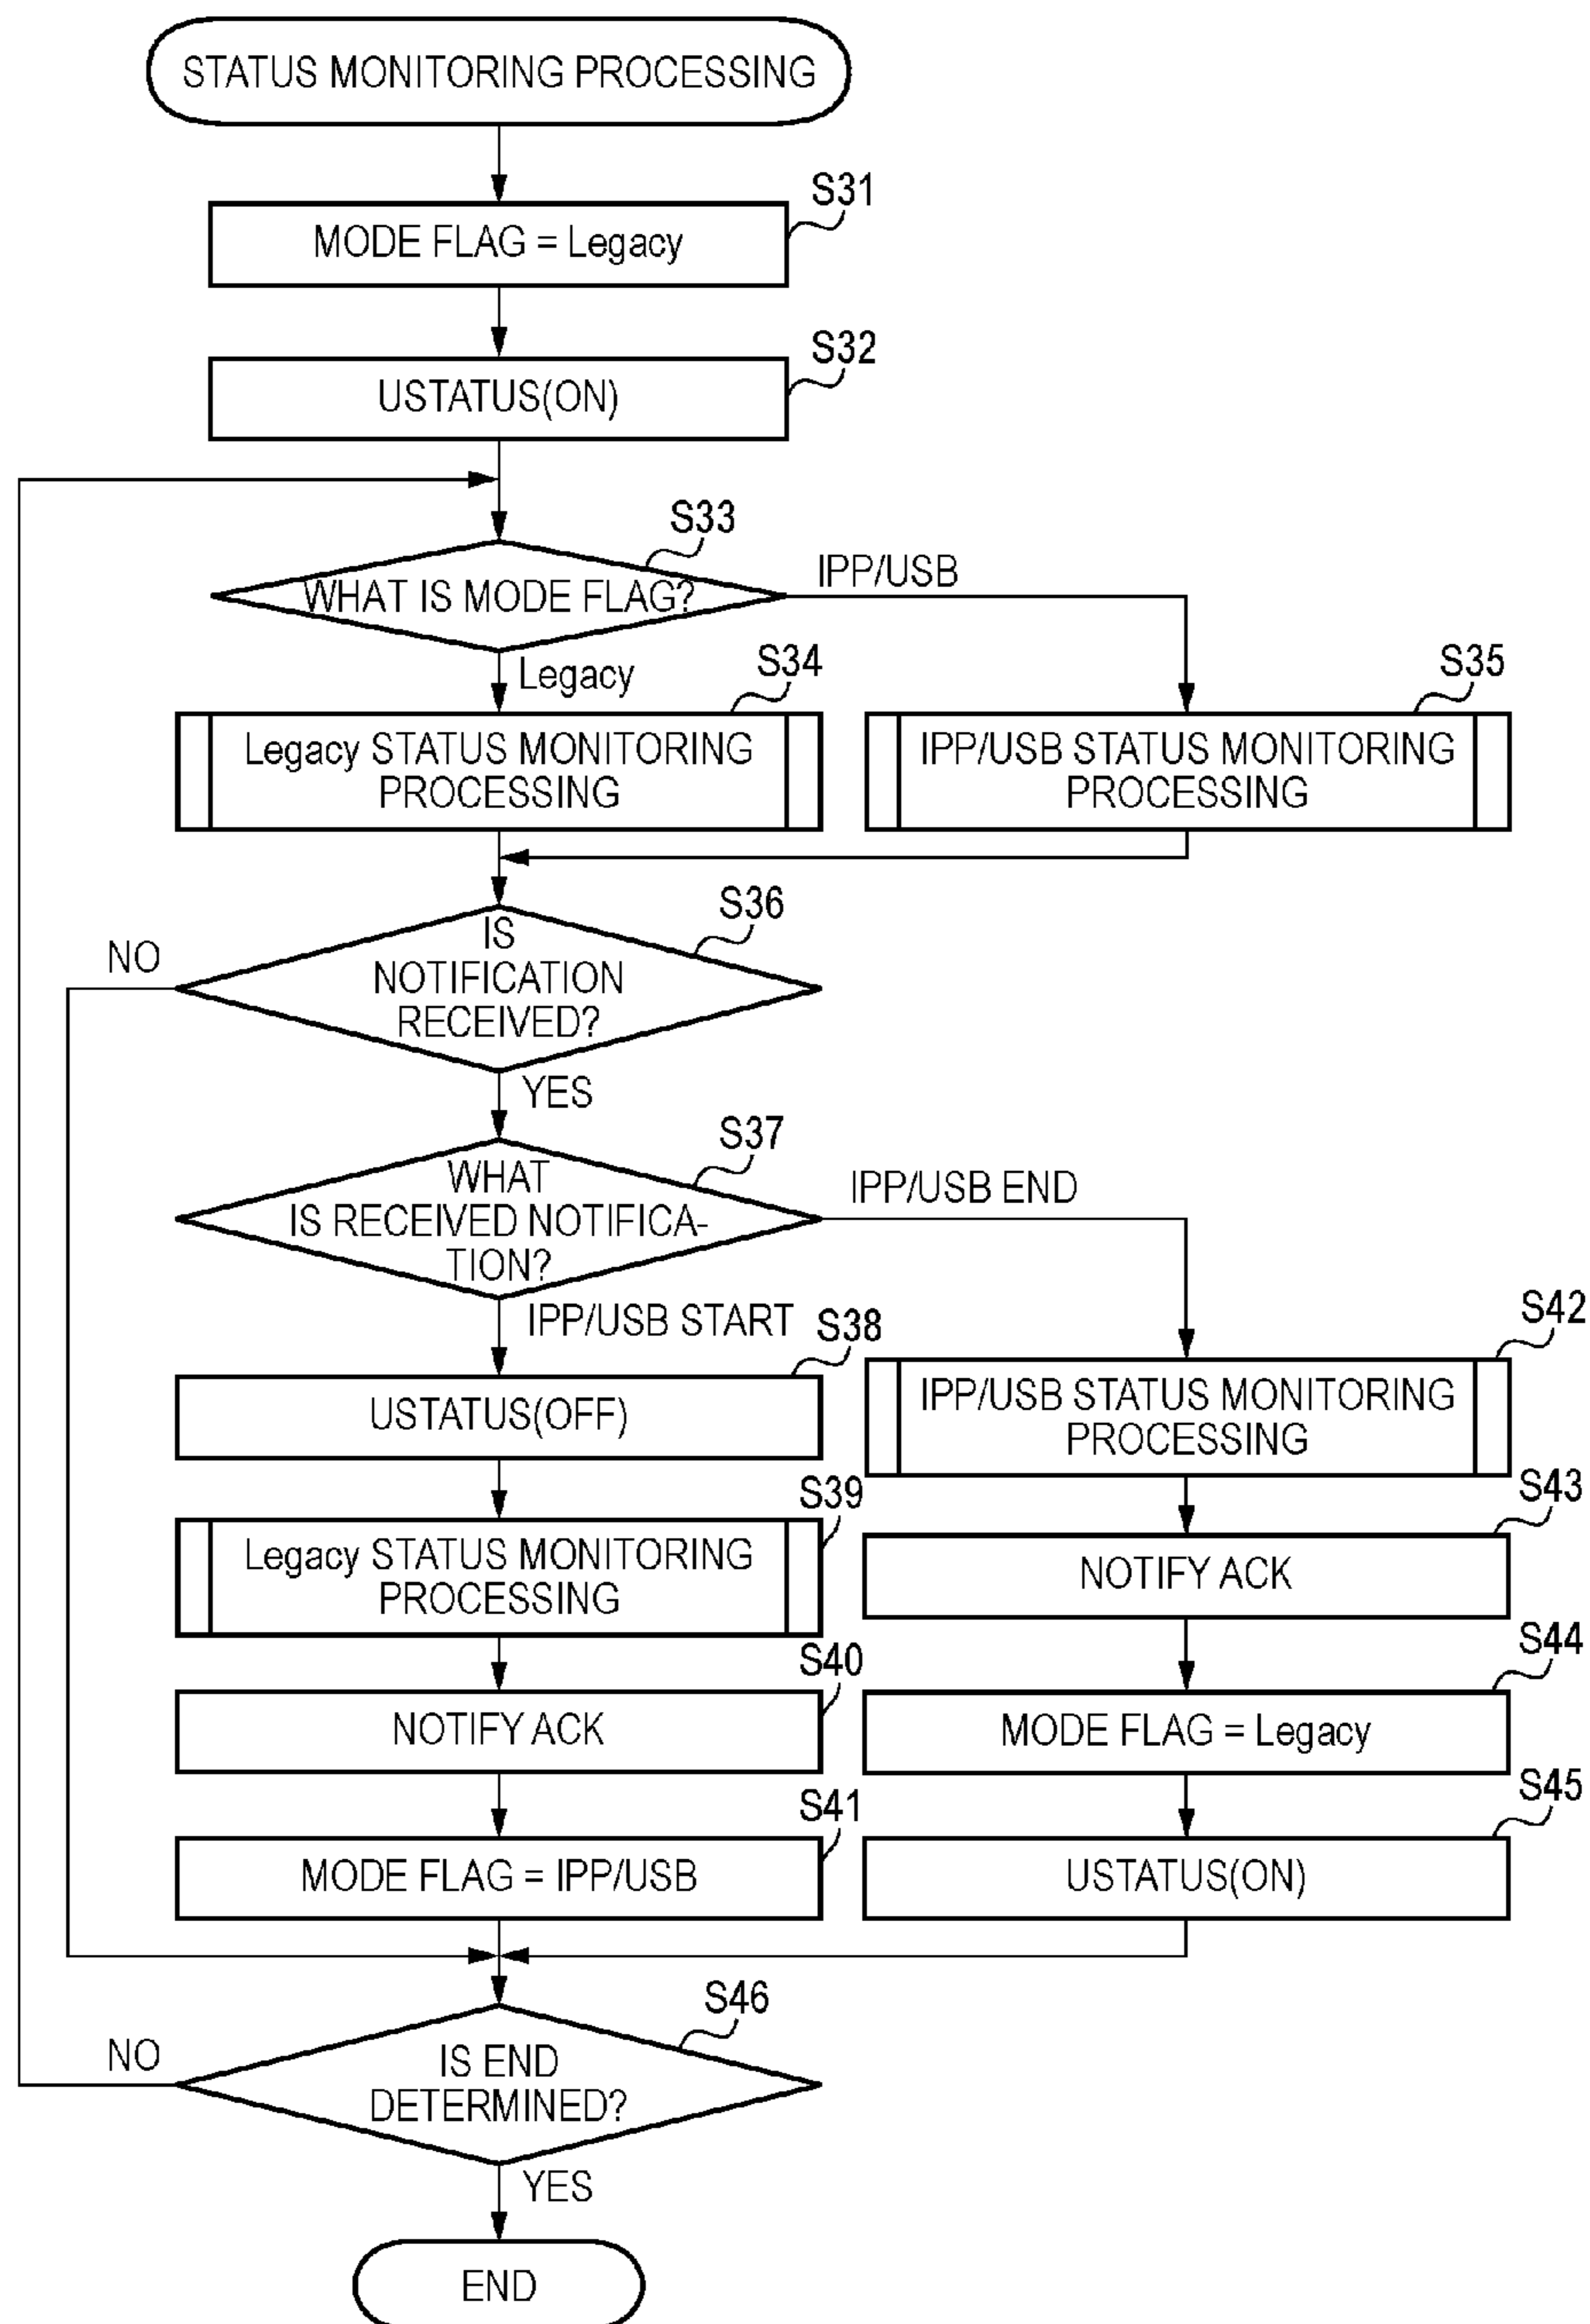 STATUS MONITORING PROCESSING
S31
MODE FLAG = Legacy
S32
USTATUS(ON)
S33
WHAT IS MODE FLAG?
IPP/USB
Legacy
S34
Legacy STATUS MONITORING
PROCESSING
S35
IPP/USB STATUS MONITORING
PROCESSING
S36
IS
NOTIFICATION
RECEIVED?
NO
YES
S37
WHAT
IS RECEIVED NOTIFICA-
TION?
IPP/USB END
IPP/USB START
S38
USTATUS(OFF)
S39
Legacy STATUS MONITORING
PROCESSING
S40
NOTIFY ACK
S41
MODE FLAG = IPP/USB
S42
IPP/USB STATUS MONITORING
PROCESSING
S43
NOTIFY ACK
S44
MODE FLAG = Legacy
S45
USTATUS(ON)
S46
IS END
DETERMINED?
NO
YES
END